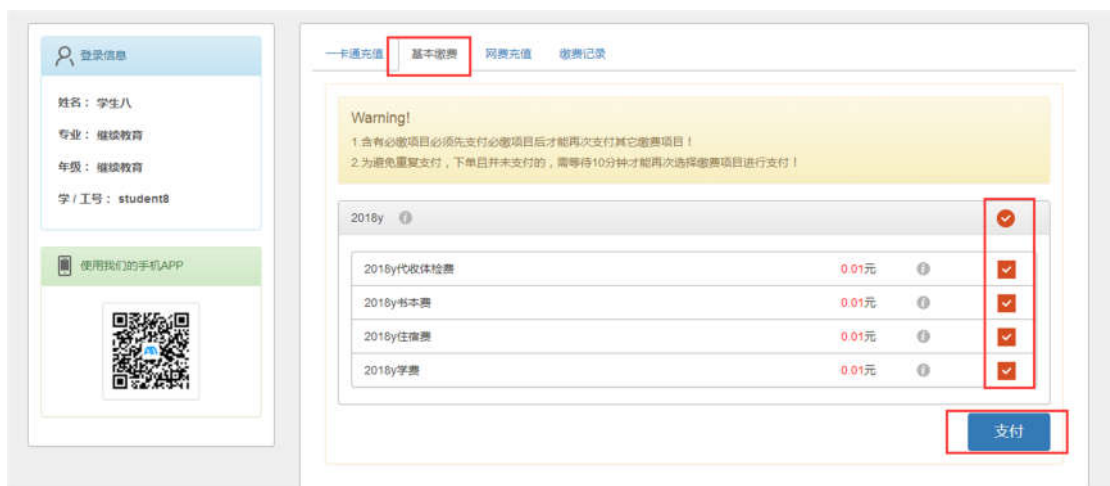 登录信息
姓名： 学生八
专业： 继续教育
年级： 继续教育
学 / 工号： student8
使用我们的手机APP
一卡通充值 基本缴费 网费充值 缴费记录
Warning!
1.含有必缴项目必须先支付必缴项目后才能再次支付其它缴费项目！
2.为避免重复支付，下单且并未支付的，需等待10分钟才能再次选择缴费项目进行支付！
2018y
2018y代收体检费 0.01元
2018y书本费 0.01元
2018y住宿费 0.01元
2018y学费 0.01元
支付